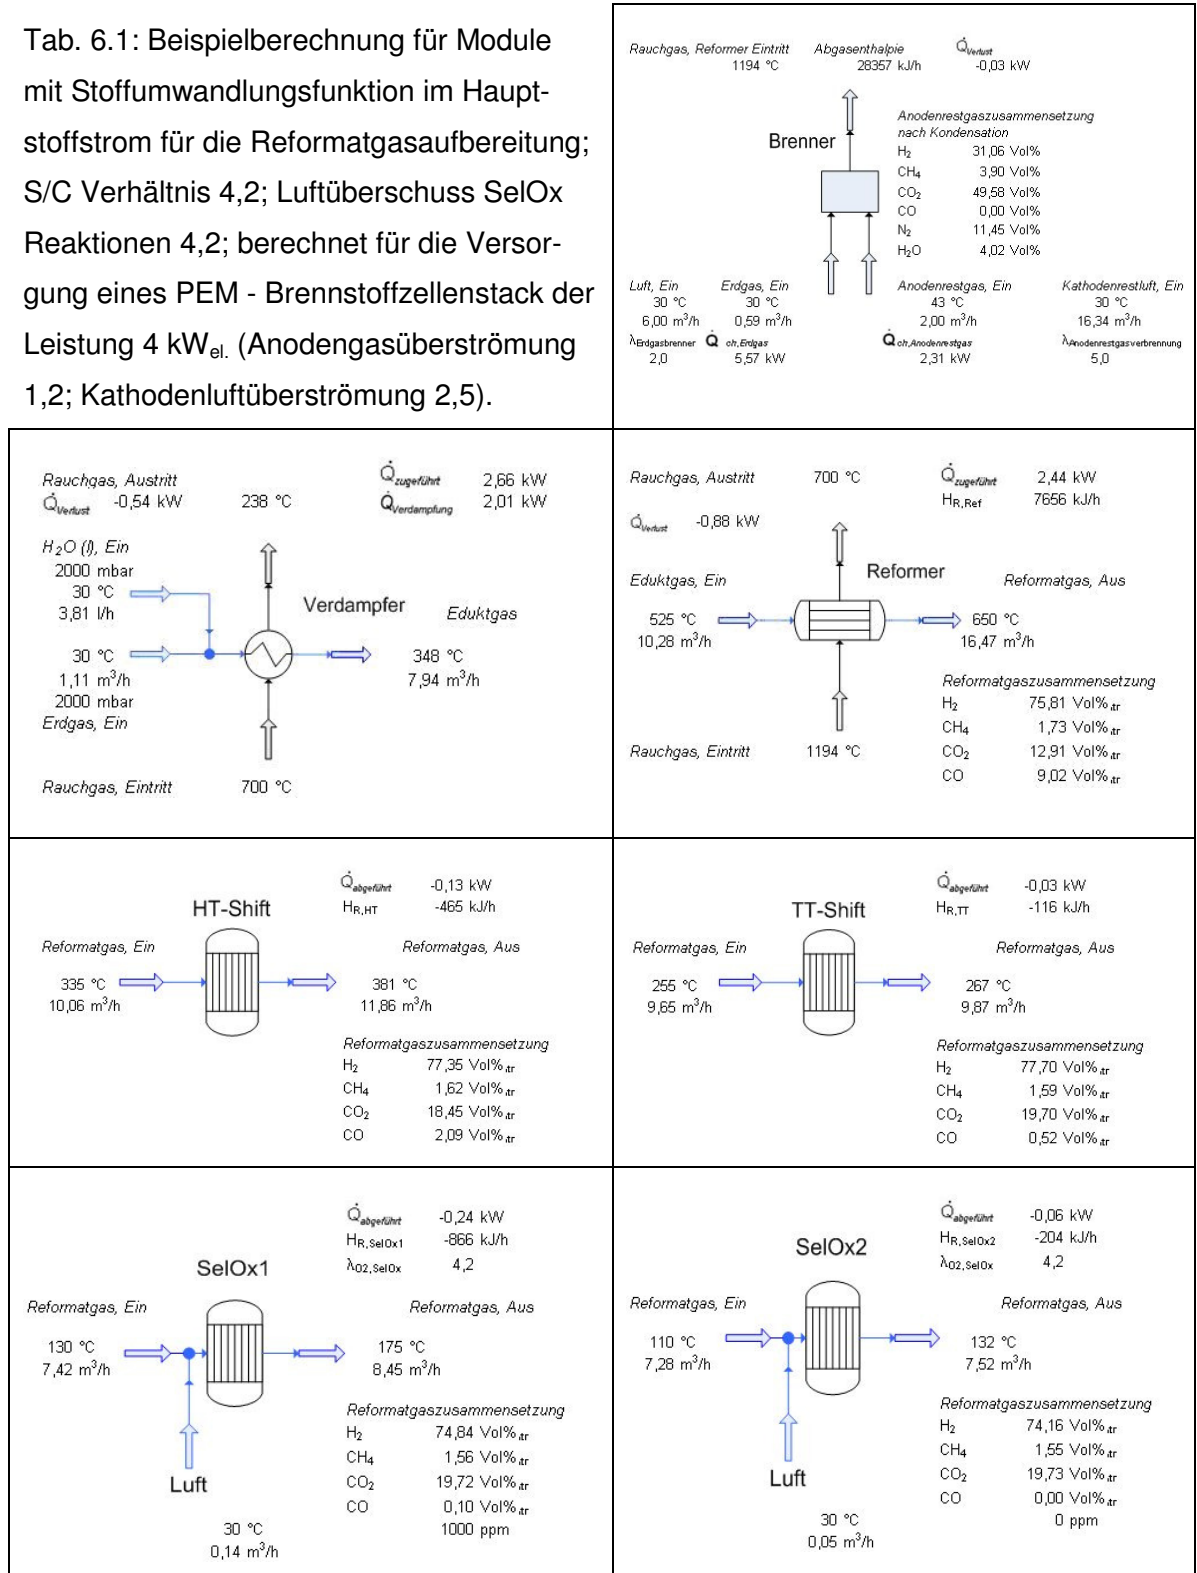 Tab. 6.1: Beispielberechnung für Module
mit Stoffumwandlungsfunktion im Haupt-
stoffstrom für die Reformatgasaufbereitung;
S/C Verhältnis 4,2; Luftüberschuss SelOx
Reaktionen 4,2; berechnet für die Versor-
gung eines PEM - Brennstoffzellenstack der
Leistung 4 kWel. (Anodengasüberströmung
1,2; Kathodenluftüberströmung 2,5).
Rauchgas, Reformer Eintritt Abgasenthalpie Q̇Verlust
1194 °C 28357 kJ/h -0,03 kW
Brenner
Anodenrestgaszusammensetzung
nach Kondensation
H₂ 31,06 Vol%
CH₄ 3,90 Vol%
CO₂ 49,58 Vol%
CO 0,00 Vol%
N₂ 11,45 Vol%
H₂O 4,02 Vol%
Luft, Ein Erdgas, Ein Anodenrestgas, Ein Kathodenrestluft, Ein
30 °C 30 °C 43 °C 30 °C
6,00 m³/h 0,59 m³/h 2,00 m³/h 16,34 m³/h
λErdgasbrenner Q̇ch,Erdgas Q̇ch,Anodenrestgas λAnodenrestgasverbrennung
2,0 5,57 kW 2,31 kW 5,0
Rauchgas, Austritt Q̇zugeführt 2,66 kW
Q̇Verlust -0,54 kW 238 °C Q̇Verdampfung 2,01 kW
H₂O (l), Ein
2000 mbar
30 °C
3,81 l/h
Verdampfer
Eduktgas
30 °C 348 °C
1,11 m³/h 7,94 m³/h
2000 mbar
Erdgas, Ein
Rauchgas, Eintritt 700 °C
Rauchgas, Austritt 700 °C Q̇zugeführt 2,44 kW
HR,Ref 7656 kJ/h
Q̇Verlust -0,88 kW
Reformer
Eduktgas, Ein Reformatgas, Aus
525 °C 650 °C
10,28 m³/h 16,47 m³/h
Reformatgaszusammensetzung
H₂ 75,81 Vol%,tr
CH₄ 1,73 Vol%,tr
CO₂ 12,91 Vol%,tr
CO 9,02 Vol%,tr
Rauchgas, Eintritt 1194 °C
Q̇abgeführt -0,13 kW
HR,HT -465 kJ/h
HT-Shift
Reformatgas, Ein Reformatgas, Aus
335 °C 381 °C
10,06 m³/h 11,86 m³/h
Reformatgaszusammensetzung
H₂ 77,35 Vol%,tr
CH₄ 1,62 Vol%,tr
CO₂ 18,45 Vol%,tr
CO 2,09 Vol%,tr
Q̇abgeführt -0,03 kW
HR,TT -116 kJ/h
TT-Shift
Reformatgas, Ein Reformatgas, Aus
255 °C 267 °C
9,65 m³/h 9,87 m³/h
Reformatgaszusammensetzung
H₂ 77,70 Vol%,tr
CH₄ 1,59 Vol%,tr
CO₂ 19,70 Vol%,tr
CO 0,52 Vol%,tr
Q̇abgeführt -0,24 kW
HR,SelOx1 -866 kJ/h
λO2,SelOx 4,2
SelOx1
Reformatgas, Ein Reformatgas, Aus
130 °C 175 °C
7,42 m³/h 8,45 m³/h
Reformatgaszusammensetzung
H₂ 74,84 Vol%,tr
CH₄ 1,56 Vol%,tr
CO₂ 19,72 Vol%,tr
CO 0,10 Vol%,tr
1000 ppm
Luft
30 °C
0,14 m³/h
Q̇abgeführt -0,06 kW
HR,SelOx2 -204 kJ/h
λO2,SelOx 4,2
SelOx2
Reformatgas, Ein Reformatgas, Aus
110 °C 132 °C
7,28 m³/h 7,52 m³/h
Reformatgaszusammensetzung
H₂ 74,16 Vol%,tr
CH₄ 1,55 Vol%,tr
CO₂ 19,73 Vol%,tr
CO 0,00 Vol%,tr
0 ppm
Luft
30 °C
0,05 m³/h